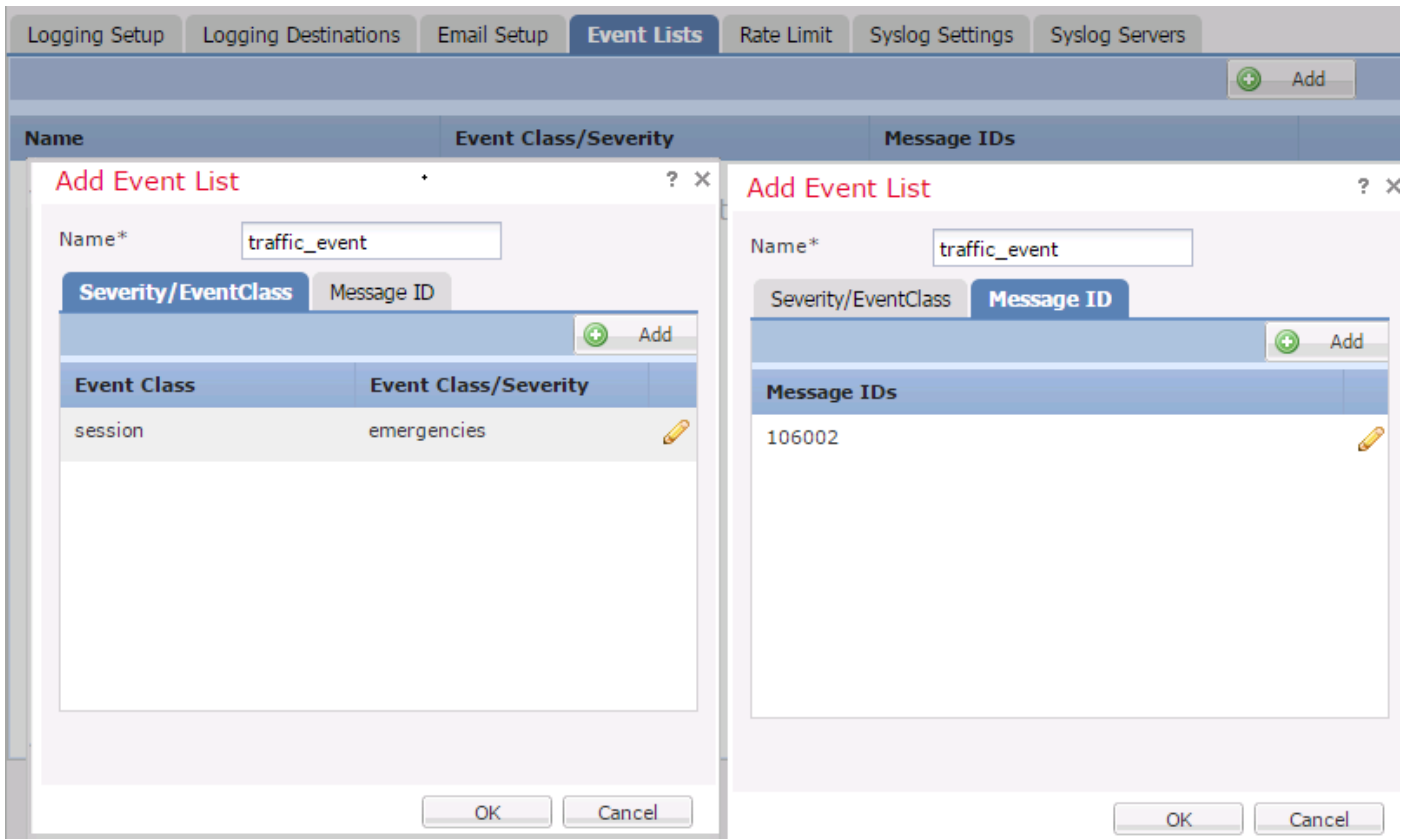 Logging Setup Logging Destinations Email Setup Event Lists Rate Limit Syslog Settings Syslog Servers
Add
Name Event Class/Severity Message IDs
Add Event List ? ×
Name* traffic_event
Severity/EventClass Message ID
Add
Event Class Event Class/Severity
session emergencies
OK Cancel
Add Event List ? ×
Name* traffic_event
Severity/EventClass Message ID
Add
Message IDs
106002
OK Cancel